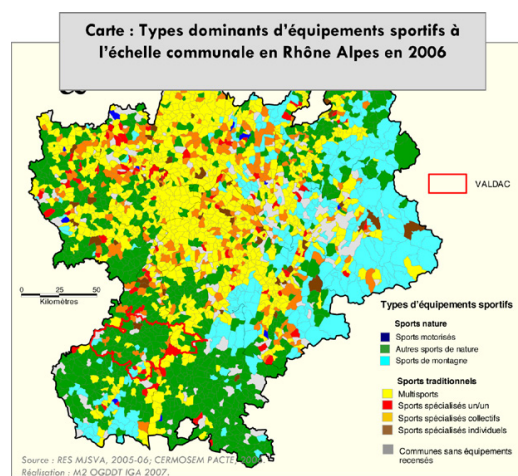 Carte : Types dominants d’équipements sportifs à
l’échelle communale en Rhône Alpes en 2006
VALDAC
0 25 50
Kilomètres
Types d'équipements sportifs
Sports nature
Sports motorisés
Autres sports de nature
Sports de montagne
Sports traditionnels
Multisports
Sports spécialisés un/un
Sports spécialisés collectifs
Sports spécialisés individuels
Communes sans équipements
recensés
Source : RES MJSVA, 2005-06; CERMOSEM PACTE,
Réalisation : M2 OGDDT IGA 2007.